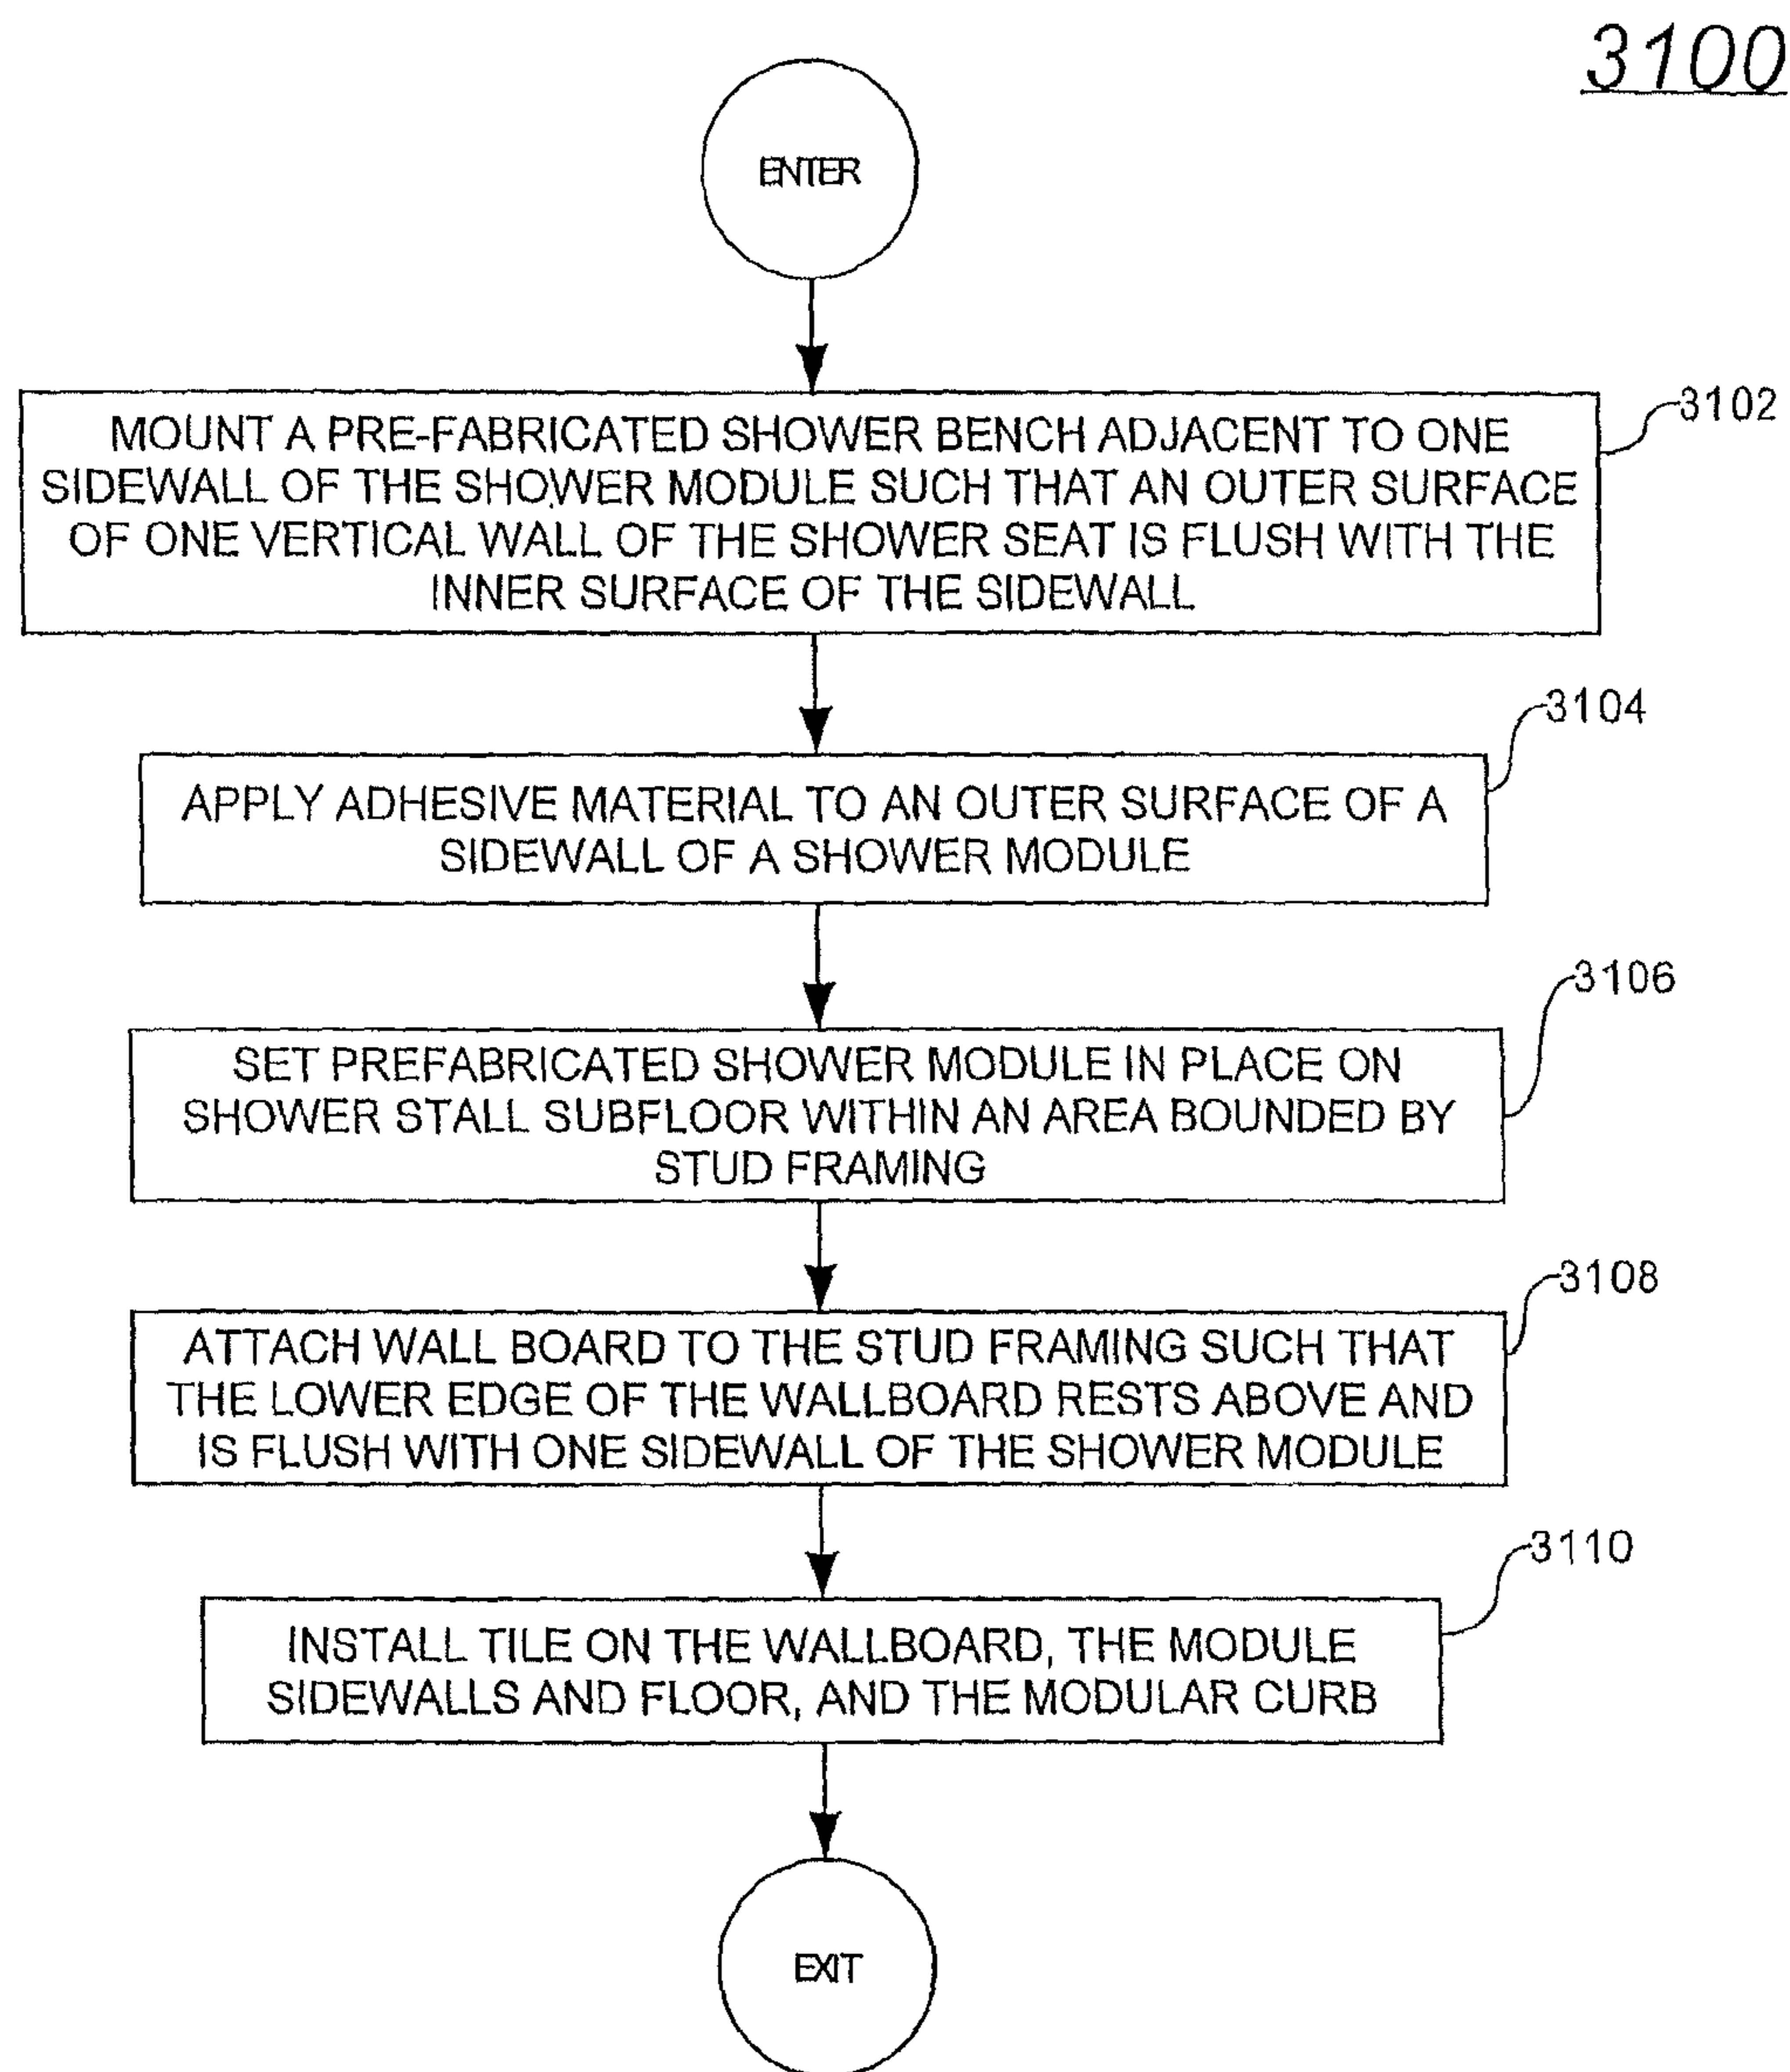 3100
ENTER
MOUNT A PRE-FABRICATED SHOWER BENCH ADJACENT TO ONE
SIDEWALL OF THE SHOWER MODULE SUCH THAT AN OUTER SURFACE
OF ONE VERTICAL WALL OF THE SHOWER SEAT IS FLUSH WITH THE
INNER SURFACE OF THE SIDEWALL
3102
APPLY ADHESIVE MATERIAL TO AN OUTER SURFACE OF A
SIDEWALL OF A SHOWER MODULE
3104
SET PREFABRICATED SHOWER MODULE IN PLACE ON
SHOWER STALL SUBFLOOR WITHIN AN AREA BOUNDED BY
STUD FRAMING
3106
ATTACH WALL BOARD TO THE STUD FRAMING SUCH THAT
THE LOWER EDGE OF THE WALLBOARD RESTS ABOVE AND
IS FLUSH WITH ONE SIDEWALL OF THE SHOWER MODULE
3108
INSTALL TILE ON THE WALLBOARD, THE MODULE
SIDEWALLS AND FLOOR, AND THE MODULAR CURB
3110
EXIT